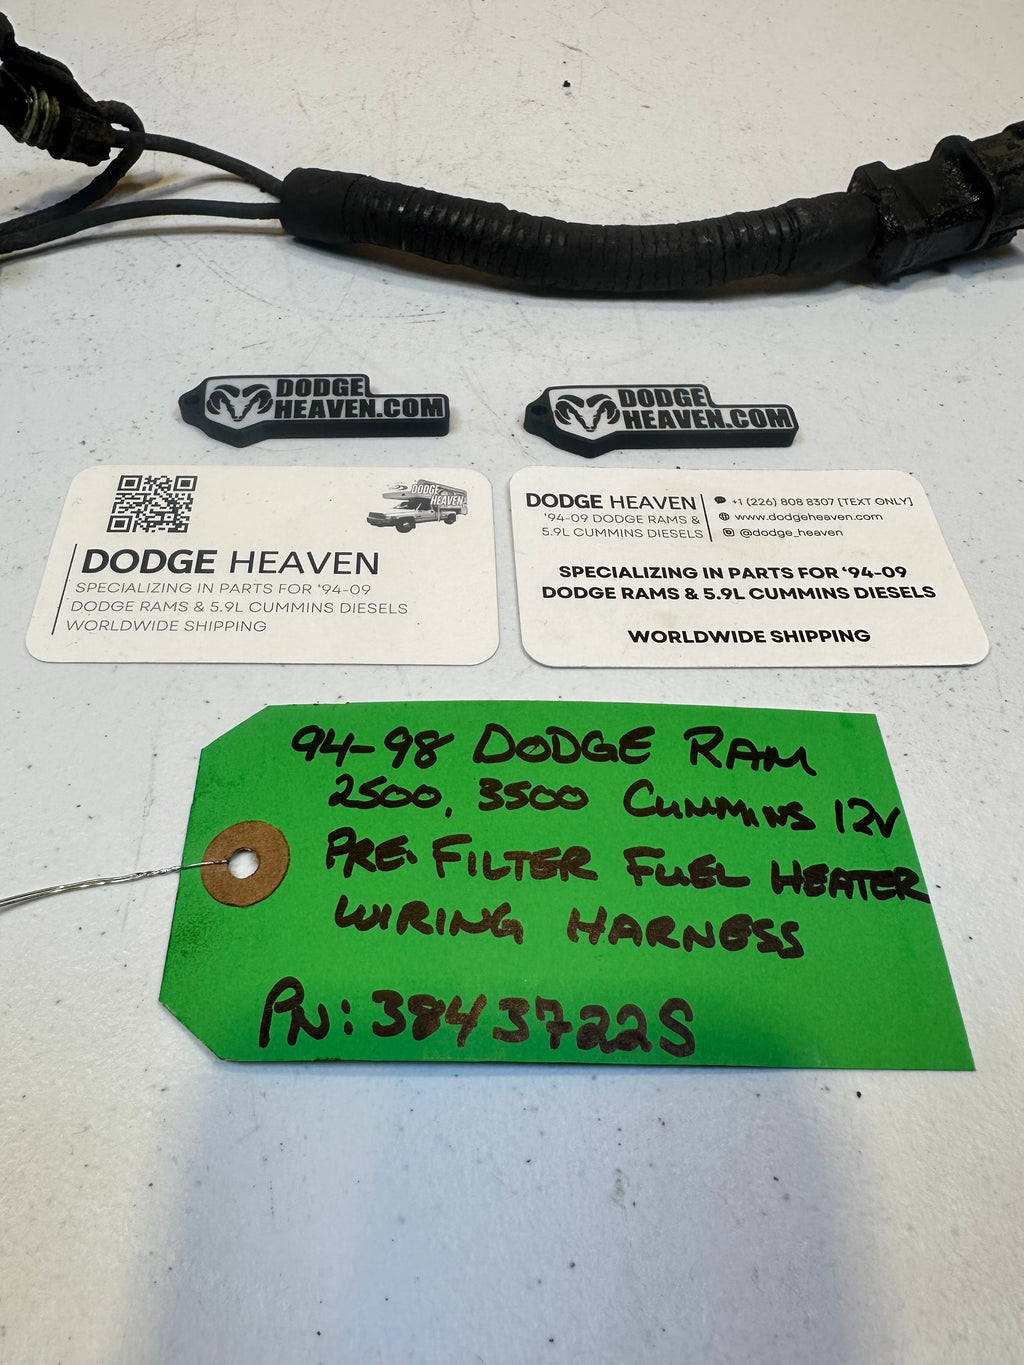 DODGE
HEAVEN.COM
DODGE
HEAVEN.COM
DODGE
HEAVEN
DODGE HEAVEN
SPECIALIZING IN PARTS FOR ‘94-09
DODGE RAMS & 5.9L CUMMINS DIESELS
WORLDWIDE SHIPPING
DODGE HEAVEN
‘94-09 DODGE RAMS &
5.9L CUMMINS DIESELS
+1 (226) 808 8307 [TEXT ONLY]
www.dodgeheaven.com
@dodge_heaven
SPECIALIZING IN PARTS FOR ‘94-09
DODGE RAMS & 5.9L CUMMINS DIESELS
WORLDWIDE SHIPPING
94-98 DODGE RAM
2500, 3500 CUMMINS 12V
PRE. FILTER FUEL HEATER
WIRING HARNESS
PN: 3843722S